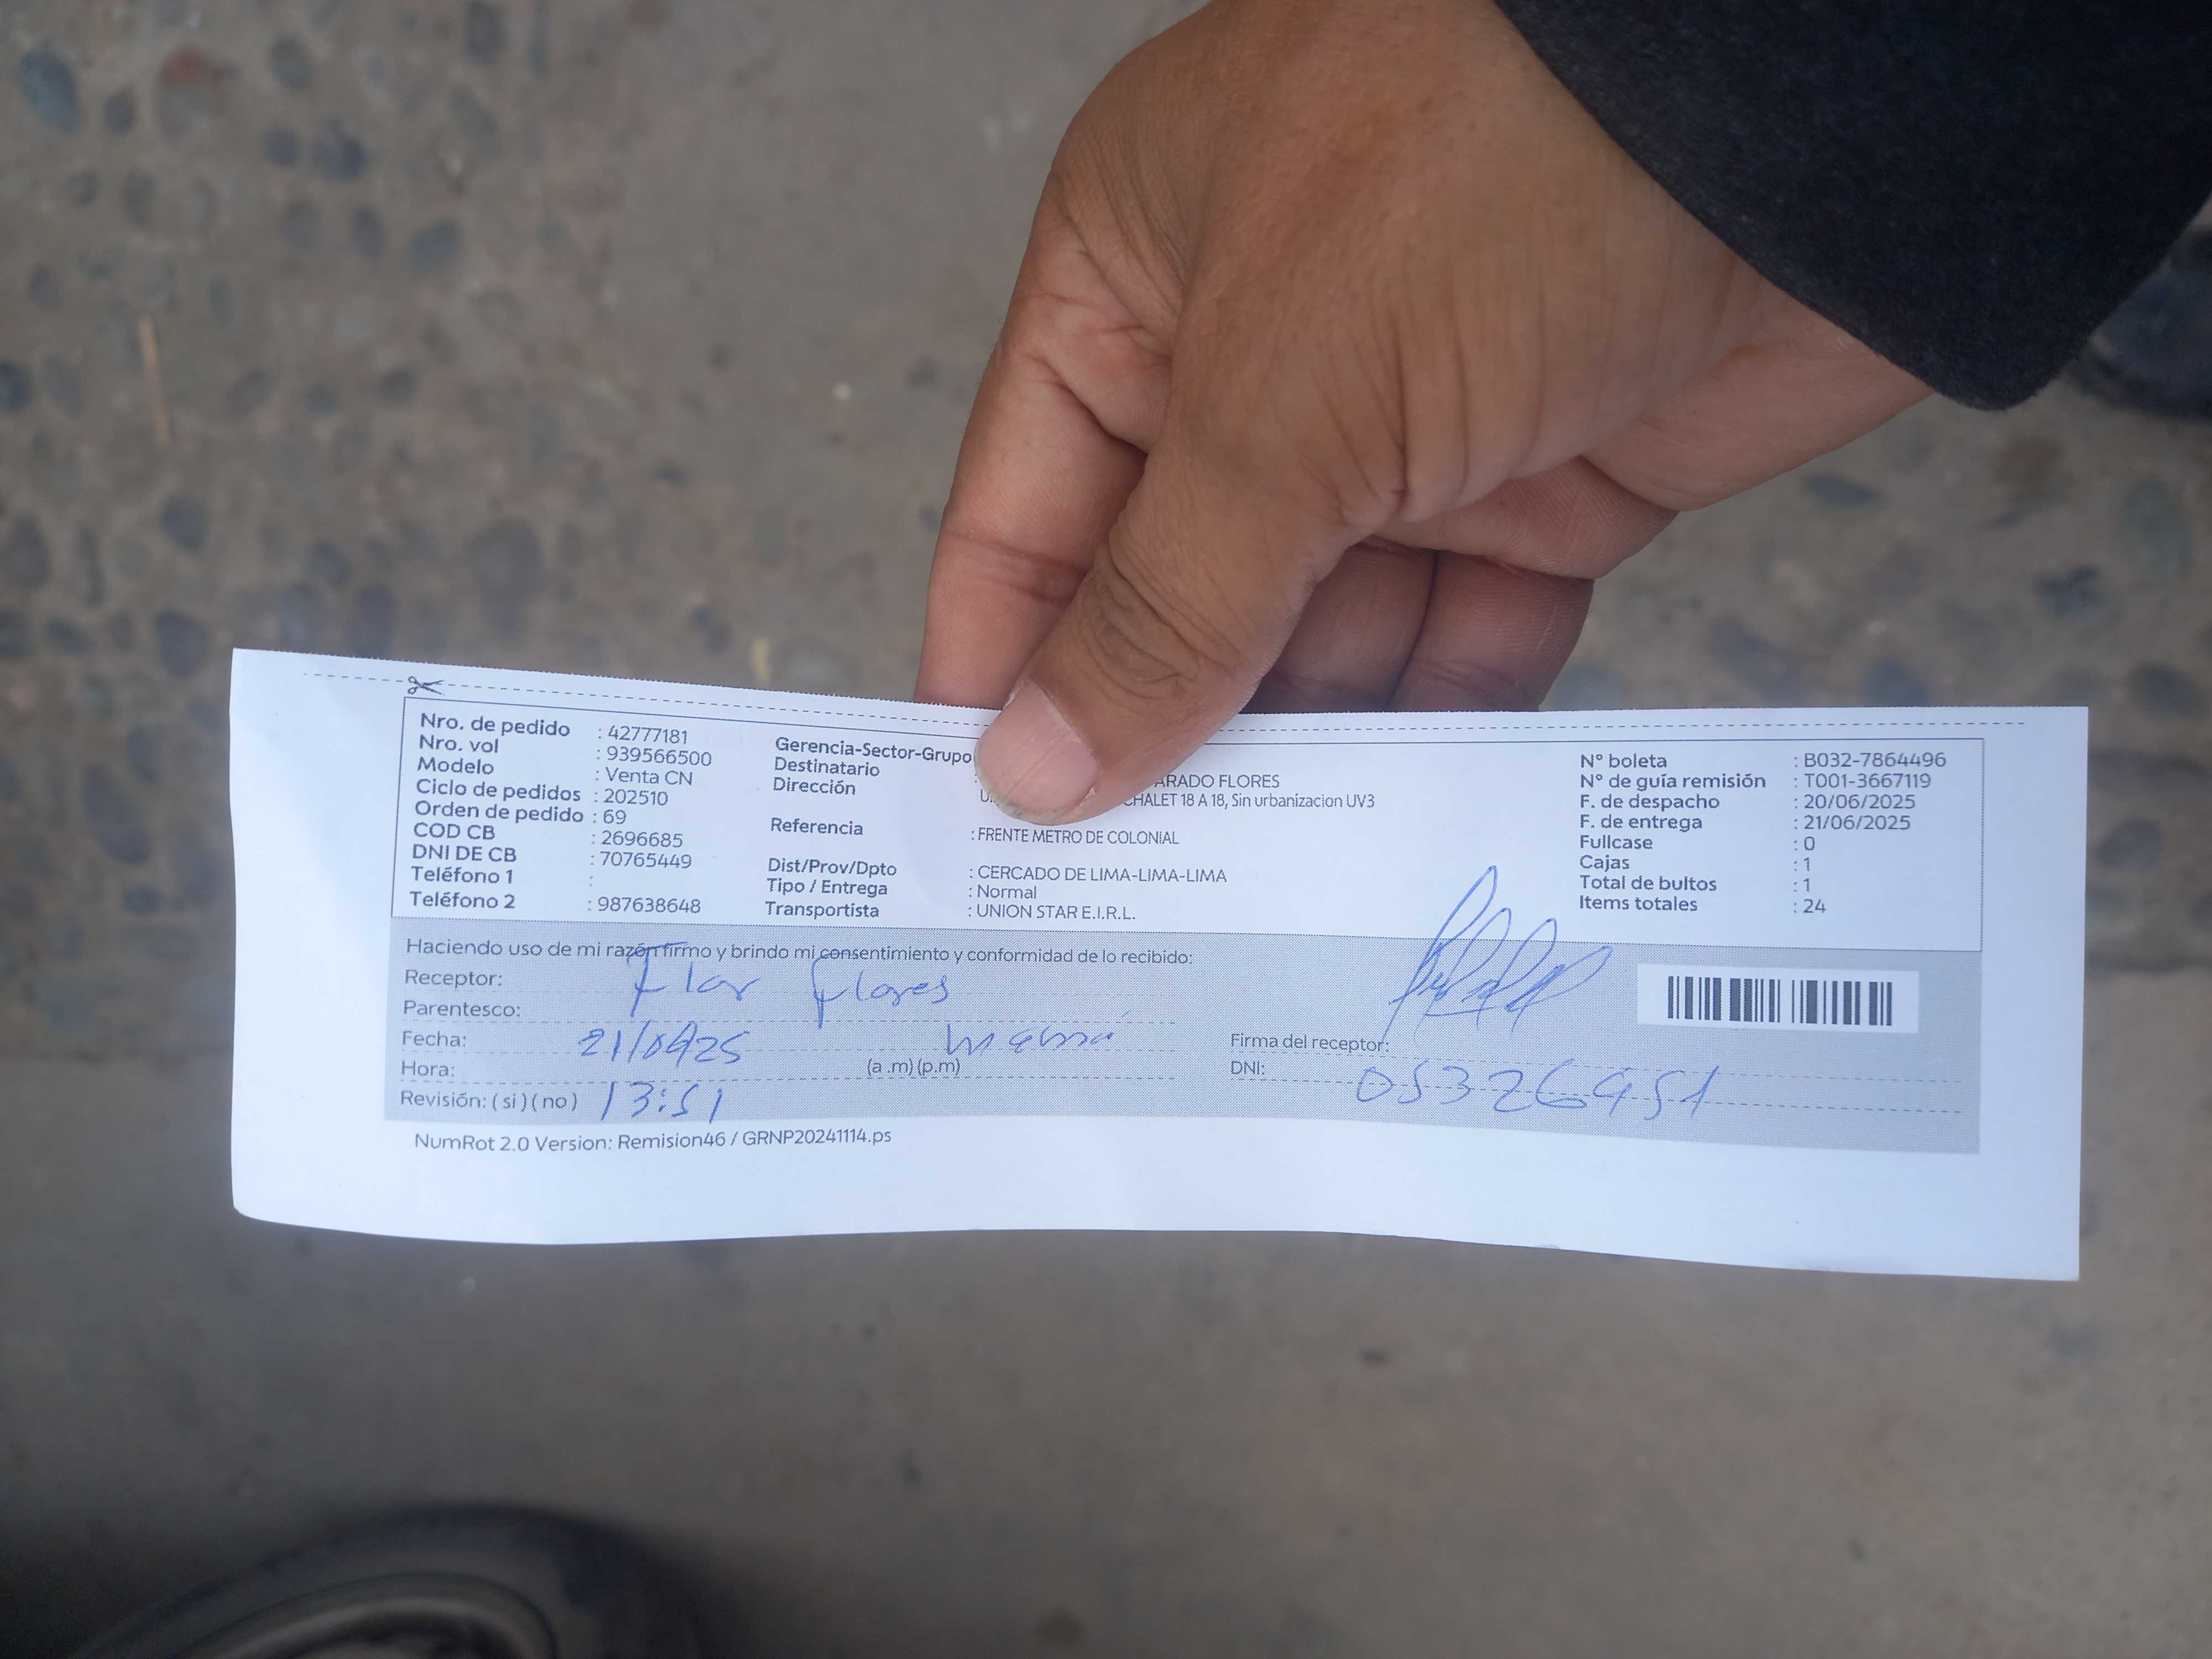 Nro. de pedido : 42777181
Nro. vol : 939566500
Modelo : Venta CN
Ciclo de pedidos : 202510
Orden de pedido : 69
COD CB : 2696685
DNI DE CB : 70765449
Teléfono 1 :
Teléfono 2 : 987638648
Gerencia-Sector-Grupo
Destinatario : ARADO FLORES
Dirección CHALET 18 A 18, Sin urbanizacion UV3
Referencia : FRENTE METRO DE COLONIAL
Dist/Prov/Dpto : CERCADO DE LIMA-LIMA-LIMA
Tipo / Entrega : Normal
Transportista : UNION STAR E.I.R.L.
N° boleta : B032-7864496
N° de guía remisión : T001-3667119
F. de despacho : 20/06/2025
F. de entrega : 21/06/2025
Fullcase : 0
Cajas : 1
Total de bultos : 1
Items totales : 24
Haciendo uso de mi razón firmo y brindo mi consentimiento y conformidad de lo recibido:
Receptor: Flor Flores
Parentesco: mamá
Fecha:
Hora: 13:51 (a .m) (p.m)
Revisión: ( si ) ( no )
Firma del receptor:
DNI: 05326951
NumRot 2.0 Version: Remision46 / GRNP20241114.ps